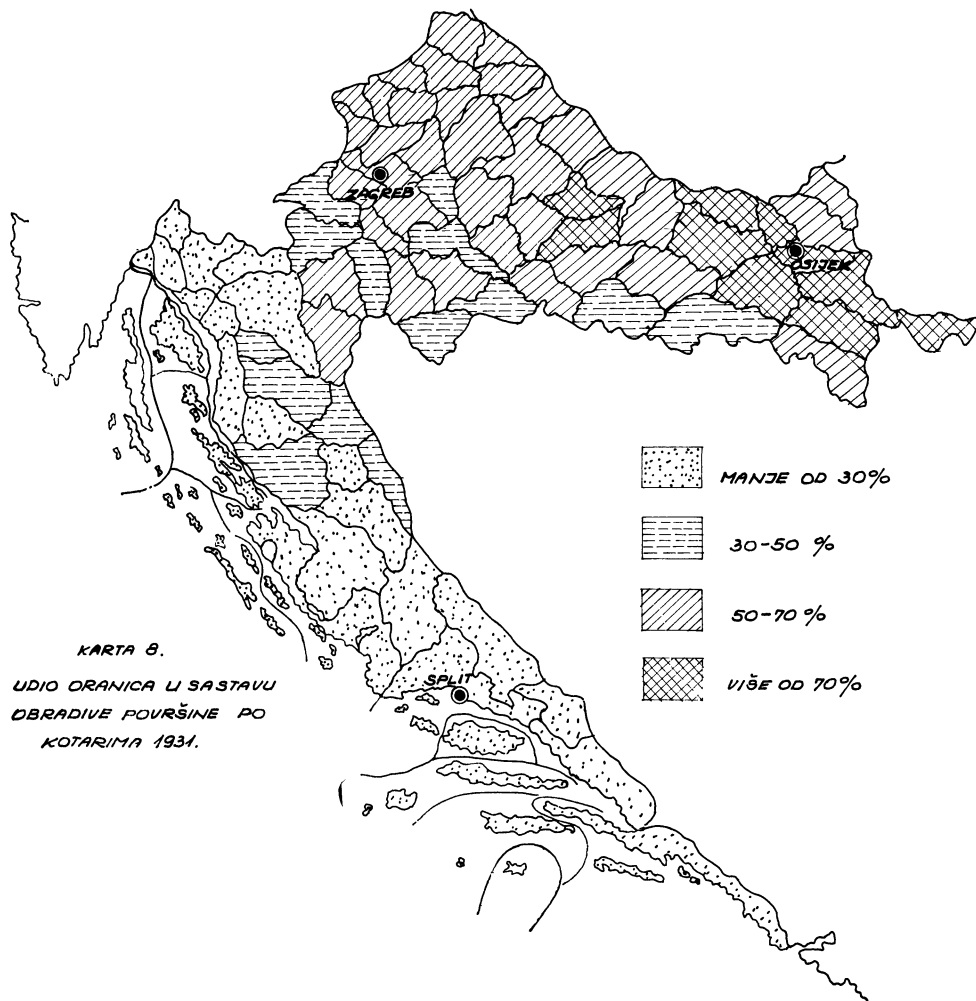 ZAGREB
OSIJEK
MANJE OD 30%
30-50 %
50-70 %
VIŠE OD 70%
SPLIT
KARTA 8.
UDIO ORANICA U SASTAVU
OBRADIVE POVRŠINE PO
KOTARIMA 1931.